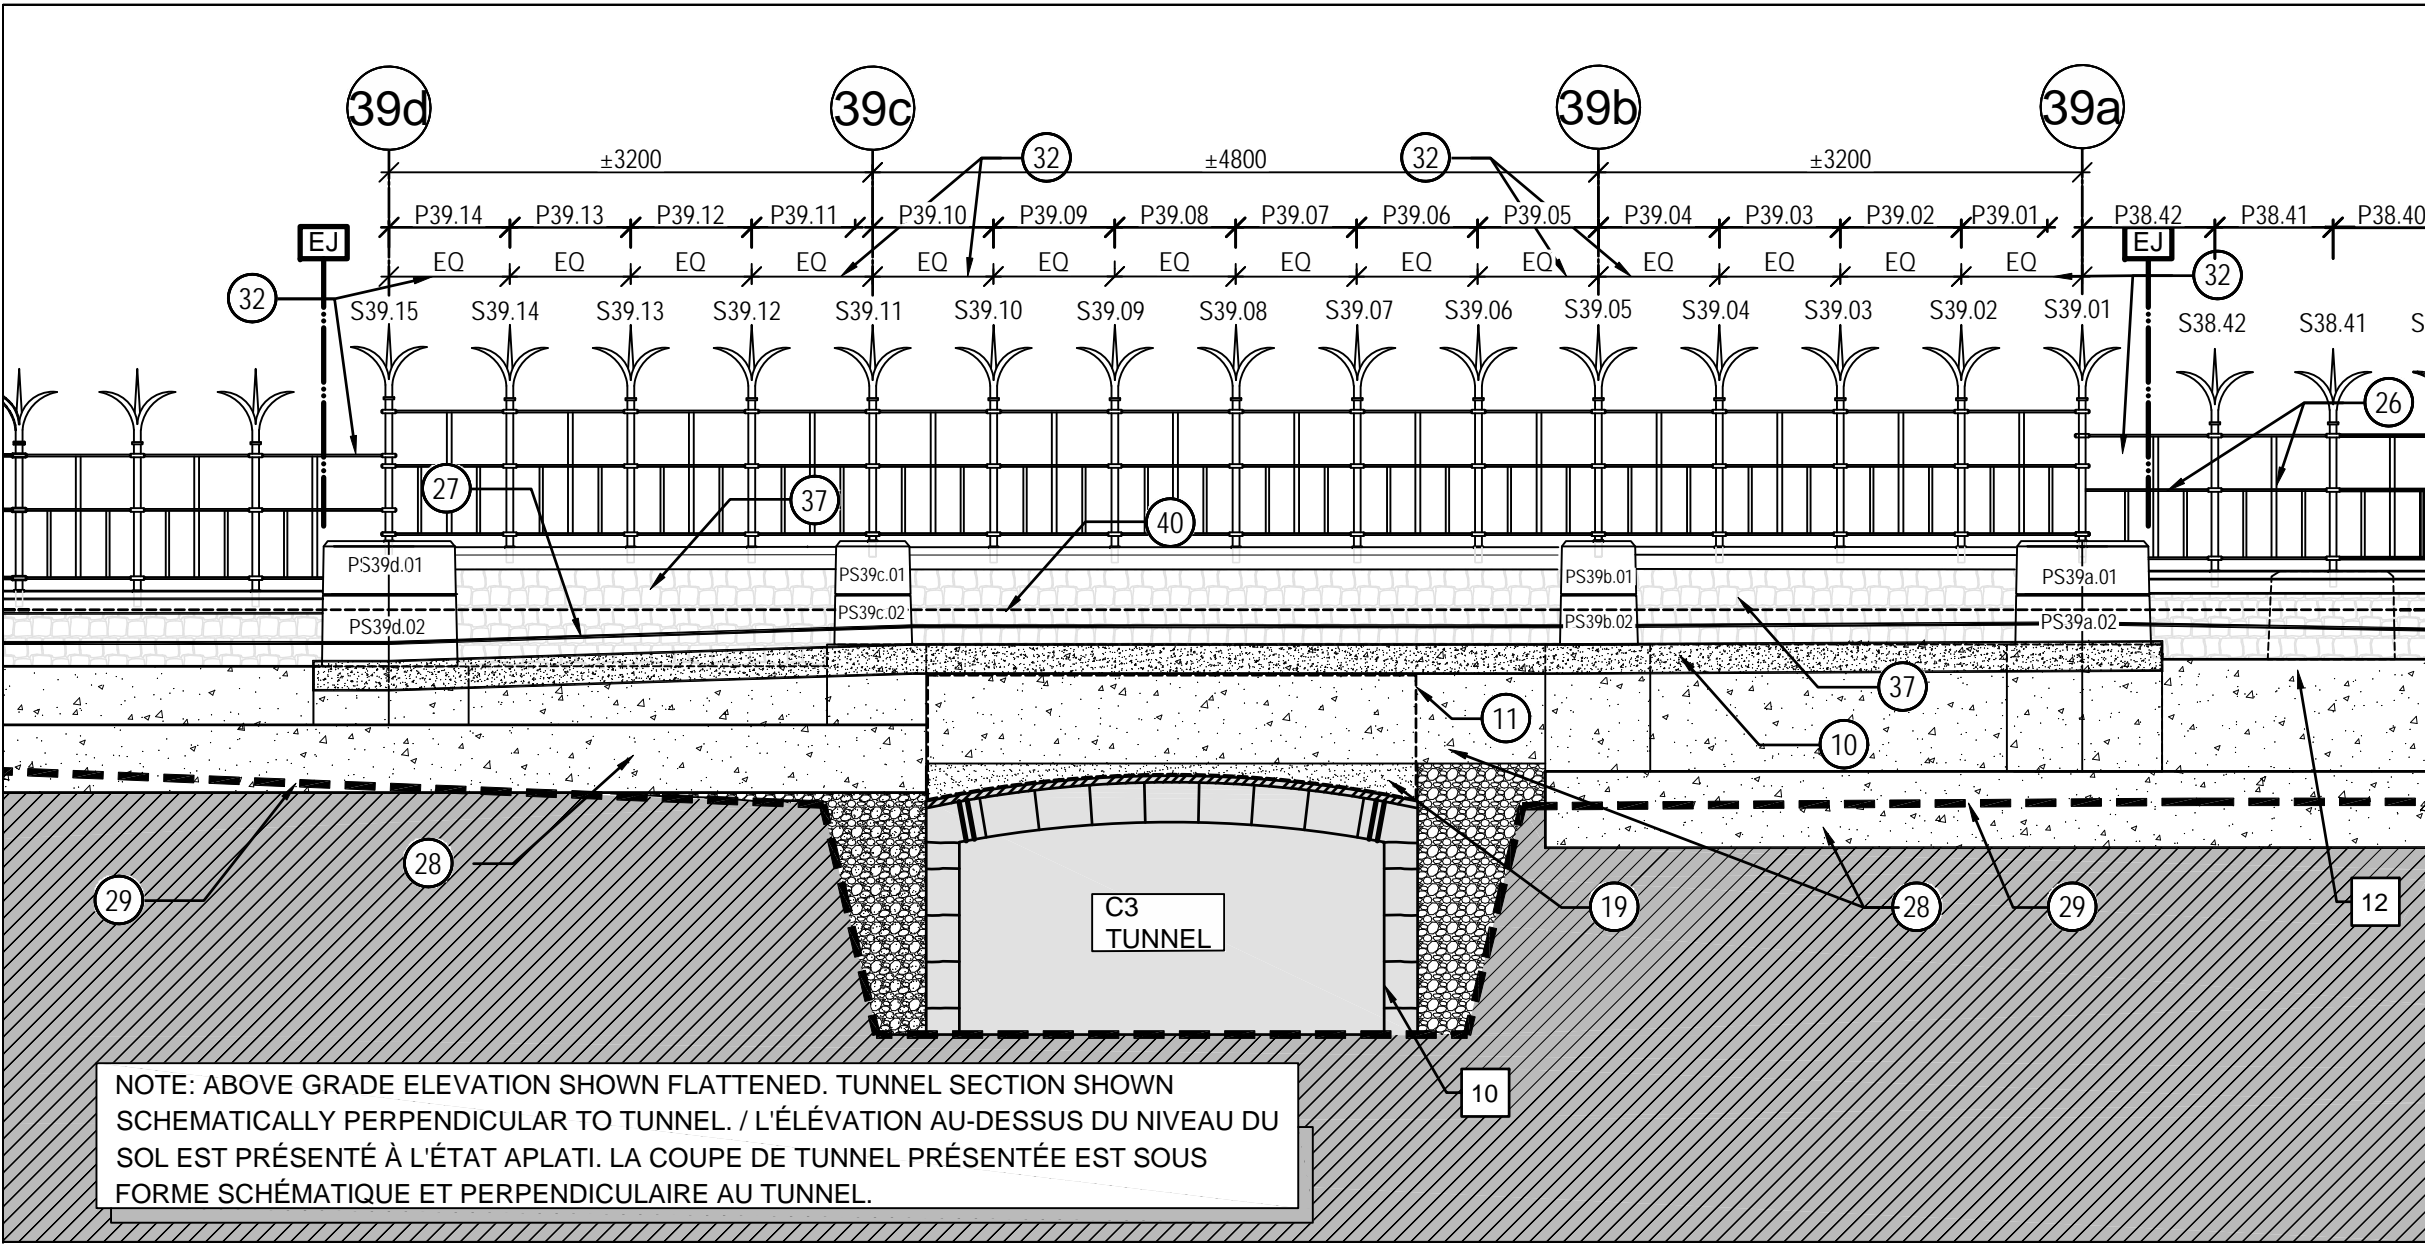 39d 39c 39b 39a
±3200 32 ±4800 32 ±3200
P39.14 P39.13 P39.12 P39.11 P39.10 P39.09 P39.08 P39.07 P39.06 P39.05 P39.04 P39.03 P39.02 P39.01 P38.42 P38.41 P38.40
EJ EJ
EQ EQ EQ EQ EQ EQ EQ EQ EQ EQ EQ EQ EQ EQ
32 32
S39.15 S39.14 S39.13 S39.12 S39.11 S39.10 S39.09 S39.08 S39.07 S39.06 S39.05 S39.04 S39.03 S39.02 S39.01 S38.42 S38.41 S
26
27 37 40
PS39d.01 PS39c.01 PS39b.01 PS39a.01
PS39d.02 PS39c.02 PS39b.02 PS39a.02
37
11
10
28
29 19 28 29 12
C3
TUNNEL
10
NOTE: ABOVE GRADE ELEVATION SHOWN FLATTENED. TUNNEL SECTION SHOWN
SCHEMATICALLY PERPENDICULAR TO TUNNEL. / L'ÉLÉVATION AU-DESSUS DU NIVEAU DU
SOL EST PRÉSENTÉ À L'ÉTAT APLATI. LA COUPE DE TUNNEL PRÉSENTÉE EST SOUS
FORME SCHÉMATIQUE ET PERPENDICULAIRE AU TUNNEL.